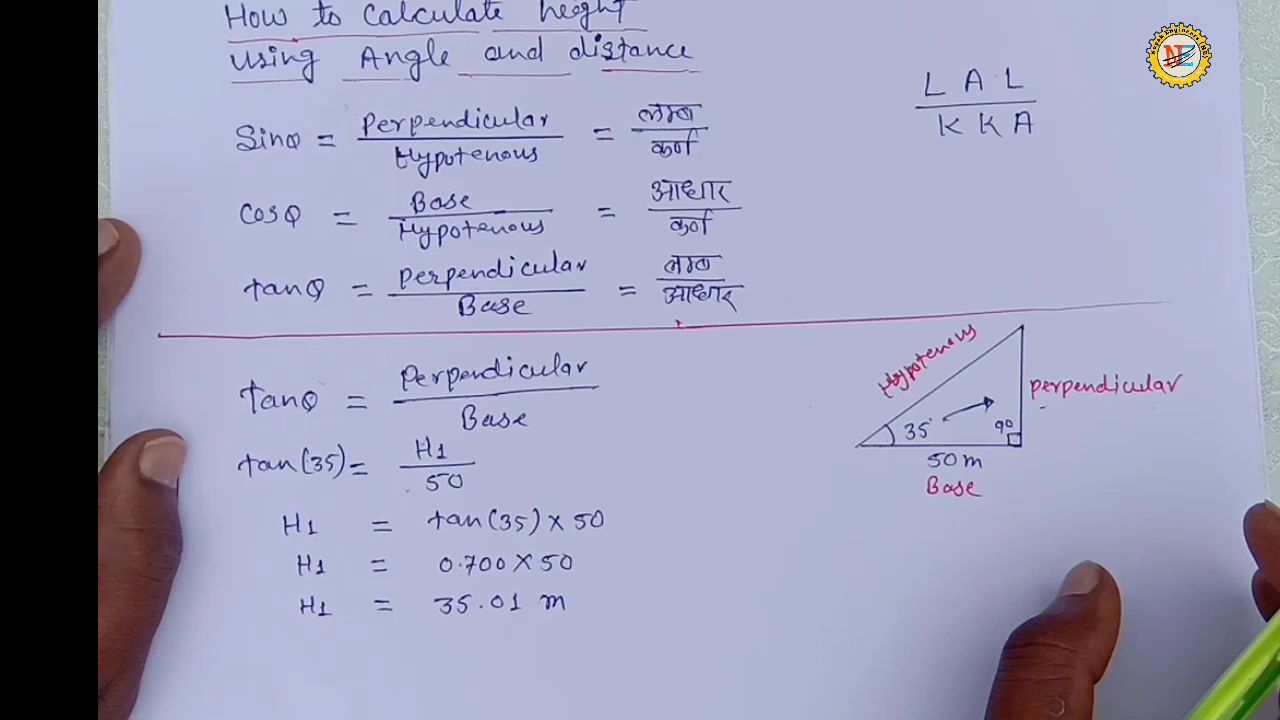 How to calculate height
using Angle and distance
L A L
K K A
Sinθ = Perpendicular / Hypotenous = लम्ब / कर्ण
cosθ = Base / Hypotenous = आधार / कर्ण
tanθ = Perpendicular / Base = लम्ब / आधार
tanθ = Perpendicular / Base
tan(35) = H1 / 50
H1 = tan(35) × 50
H1 = 0.700 × 50
H1 = 35.01 m
Hypotenous
perpendicular
35° 90
50 m
Base
NE